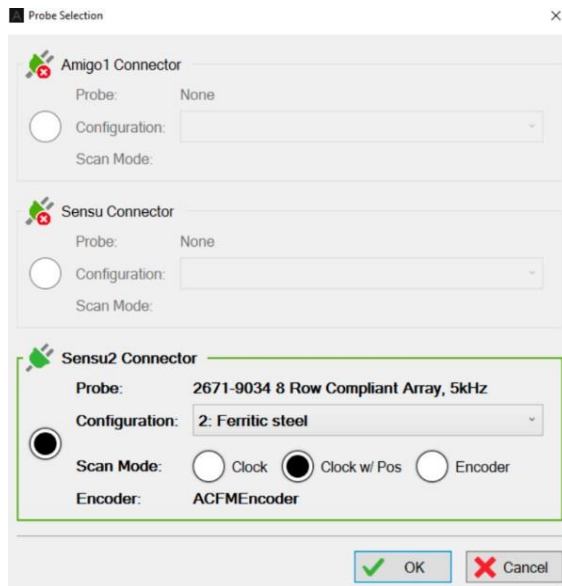 Probe Selection
Amigo1 Connector
Probe: None
Configuration:
Scan Mode:
Sensu Connector
Probe: None
Configuration:
Scan Mode:
Sensu2 Connector
Probe: 2671-9034 8 Row Compliant Array, 5kHz
Configuration: 2: Ferritic steel
Scan Mode: Clock Clock w/ Pos Encoder
Encoder: ACFMEncoder
OK Cancel